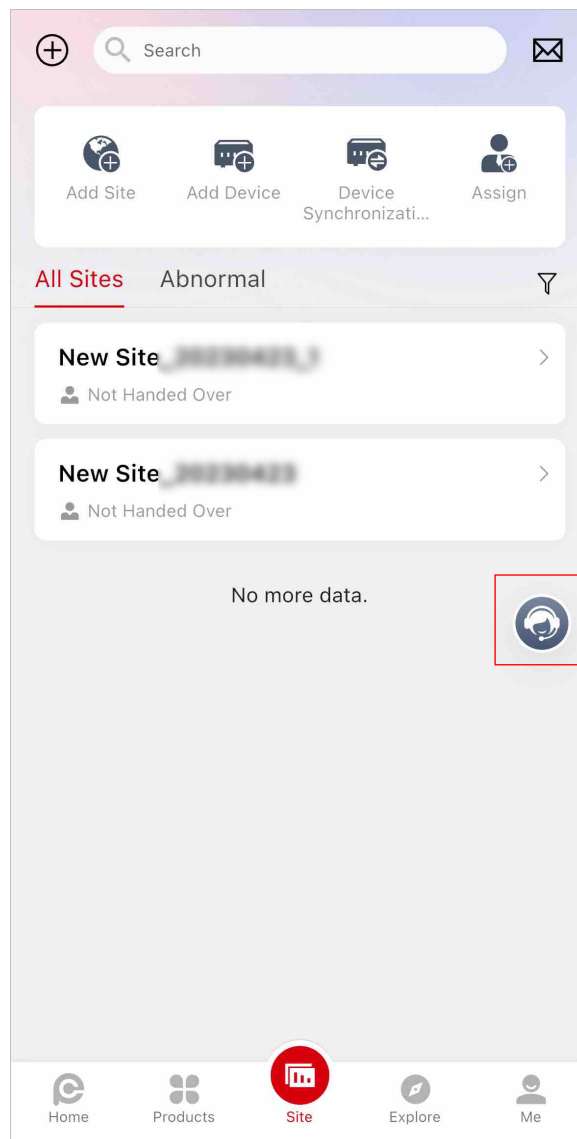 Search
Add Site
Add Device
Device
Synchronizati...
Assign
All Sites
Abnormal
New Site
Not Handed Over
New Site
Not Handed Over
No more data.
Home
Products
Site
Explore
Me